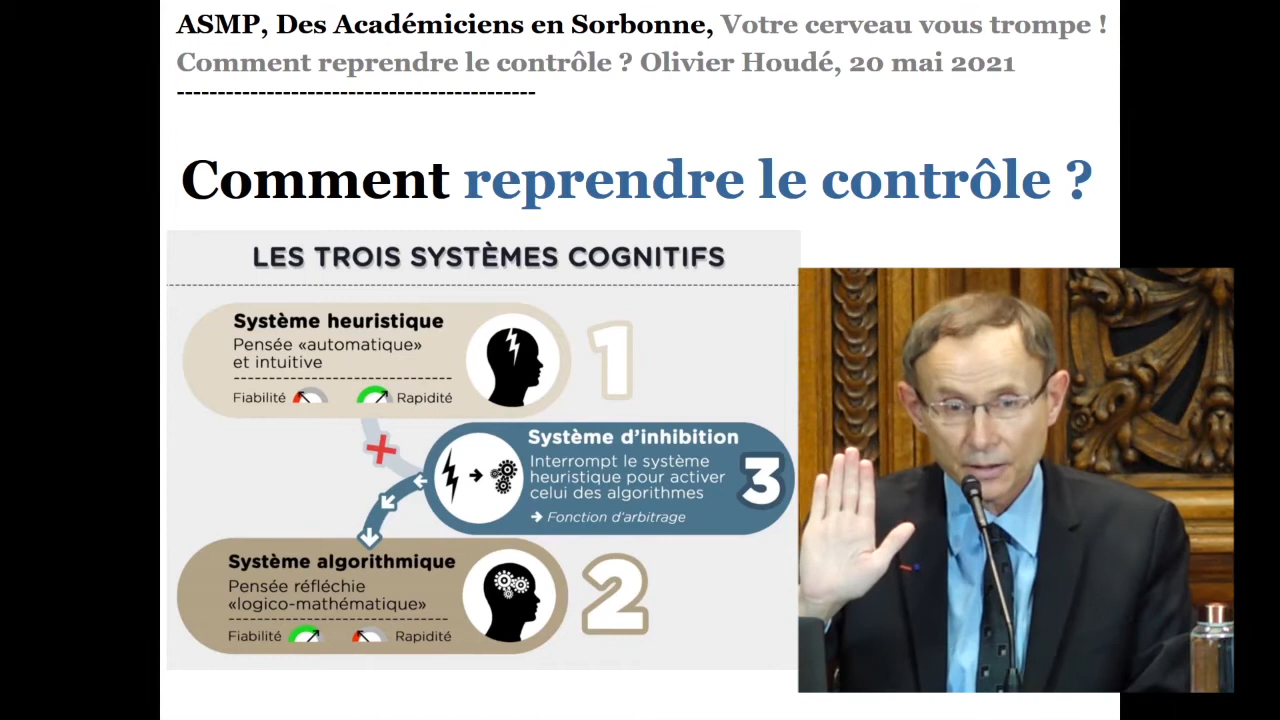 ASMP, Des Académiciens en Sorbonne, Votre cerveau vous trompe !
Comment reprendre le contrôle ? Olivier Houdé, 20 mai 2021
------------------------------------------
Comment reprendre le contrôle ?
LES TROIS SYSTÈMES COGNITIFS
Système heuristique
Pensée «automatique»
et intuitive
Fiabilité Rapidité
1
Système d'inhibition
Interrompt le système
heuristique pour activer
celui des algorithmes
➔ Fonction d'arbitrage
3
Système algorithmique
Pensée réfléchie
«logico-mathématique»
Fiabilité Rapidité
2